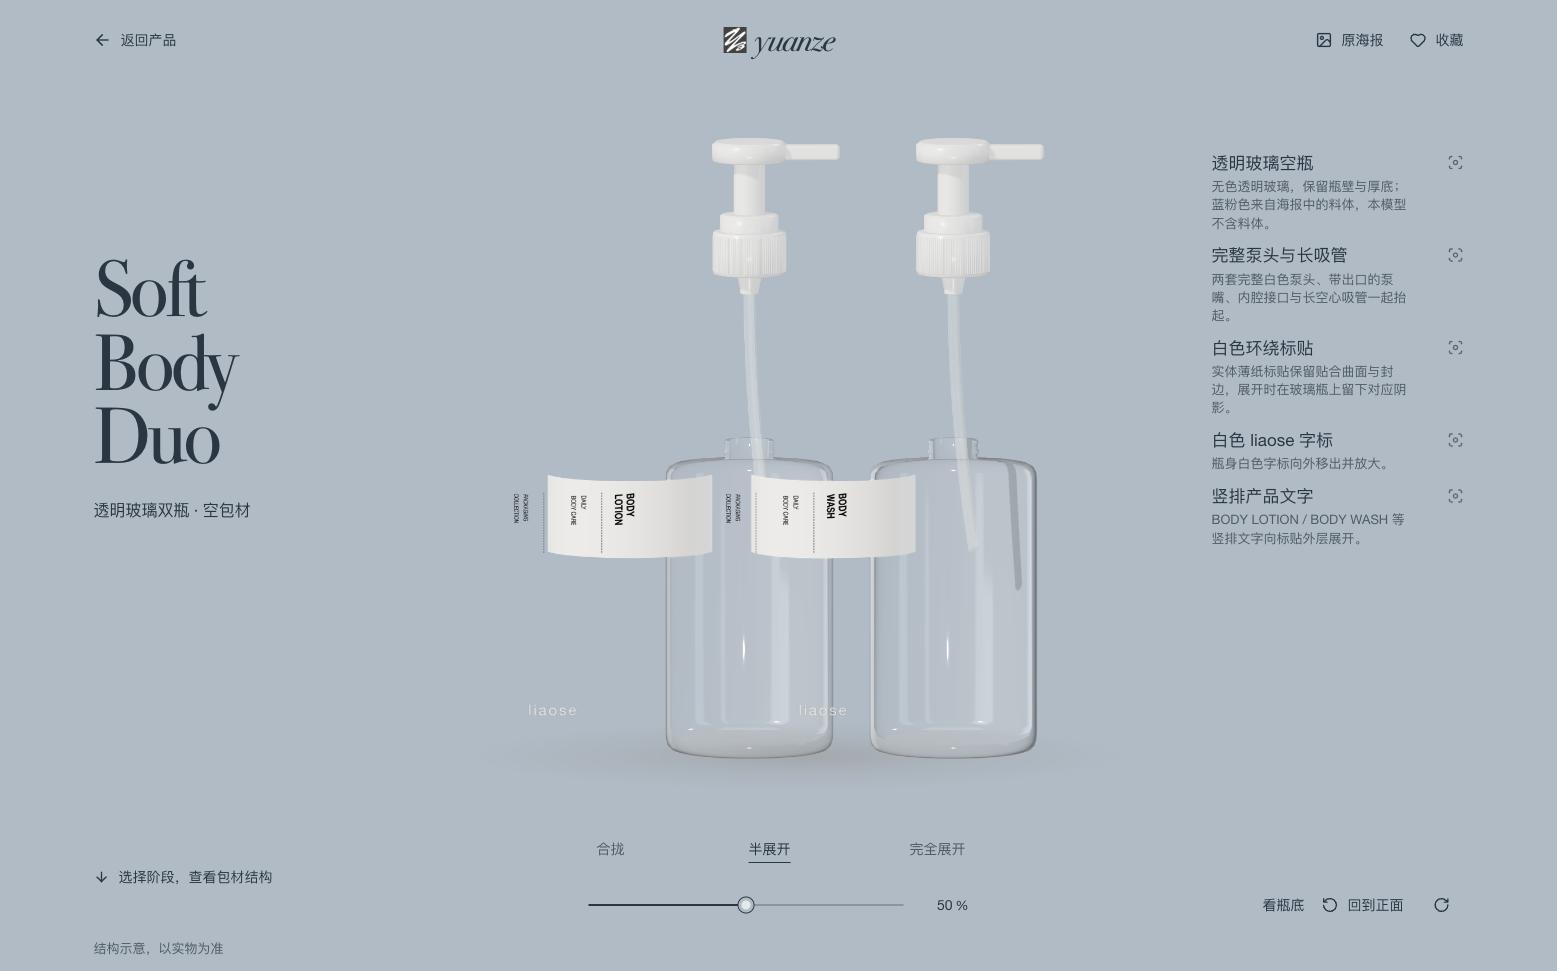 返回产品
yuanze
原海报
收藏
Soft
Body
Duo
透明玻璃双瓶 · 空包材
透明玻璃空瓶
无色透明玻璃，保留瓶壁与厚底；
蓝粉色来自海报中的料体，本模型
不含料体。
完整泵头与长吸管
两套完整白色泵头、带出口的泵
嘴、内腔接口与长空心吸管一起抬
起。
白色环绕标贴
实体薄纸标贴保留贴合曲面与封
边，展开时在玻璃瓶上留下对应阴
影。
白色 liaose 字标
瓶身白色字标向外移出并放大。
竖排产品文字
BODY LOTION / BODY WASH 等
竖排文字向标贴外层展开。
PACKAGING
COLLECTION
DAILY
BODY CARE
BODY
LOTION
PACKAGING
COLLECTION
DAILY
BODY CARE
BODY
WASH
liaose
liaose
合拢
半展开
完全展开
50 %
选择阶段，查看包材结构
看瓶底
回到正面
结构示意，以实物为准